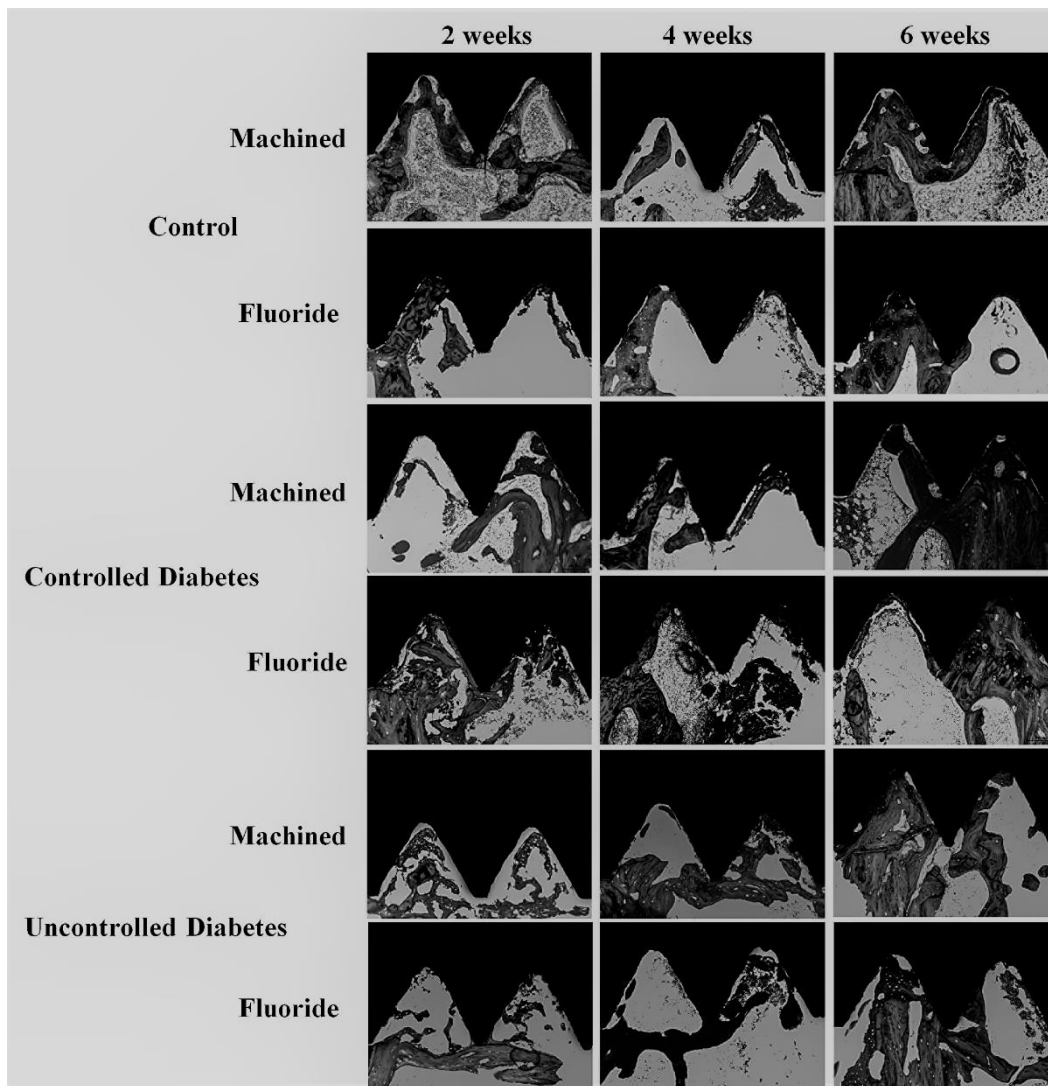 2 weeks 4 weeks 6 weeks
Machined
Control
Fluoride
Machined
Controlled Diabetes
Fluoride
Machined
Uncontrolled Diabetes
Fluoride